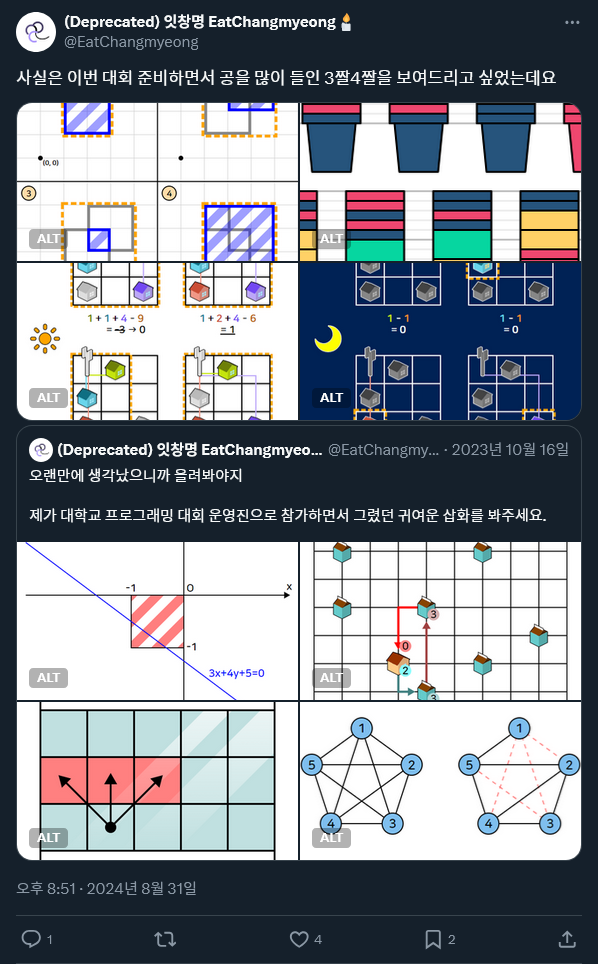 (Deprecated) 잇창명 EatChangmyeong🕯️
@EatChangmyeong
사실은 이번 대회 준비하면서 공을 많이 들인 3짤4짤을 보여드리고 싶었는데요
(0, 0)
3
4
ALT
ALT
1 + 1 + 4 - 9
= -3 → 0
1 + 2 + 4 - 6
= 1
ALT
1 - 1
= 0
1 - 1
= 0
ALT
(Deprecated) 잇창명 EatChangmyeo... @EatChangmy... · 2023년 10월 16일
오랜만에 생각났으니까 올려봐야지
제가 대학교 프로그래밍 대회 운영진으로 참가하면서 그렸던 귀여운 삽화를 봐주세요.
-1
0
x
-1
3x+4y+5=0
ALT
3
0
2
3
ALT
ALT
1
5
2
4
3
1
5
2
4
3
ALT
오후 8:51 · 2024년 8월 31일
1
4
2